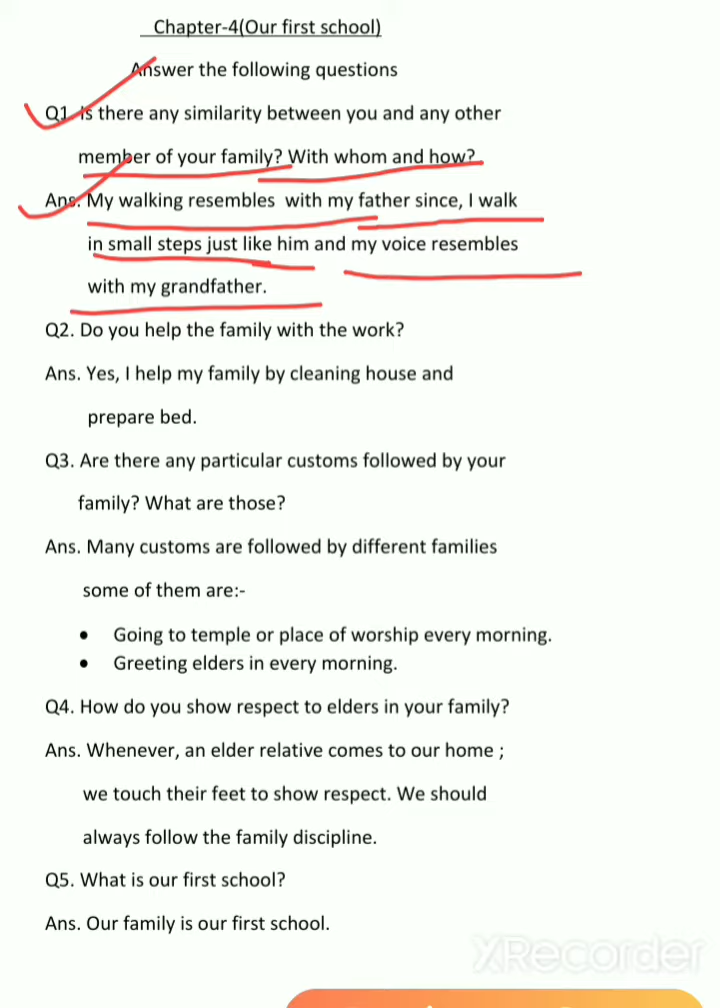 Chapter-4(Our first school)
Answer the following questions
Q1. Is there any similarity between you and any other
member of your family? With whom and how?
Ans. My walking resembles with my father since, I walk
in small steps just like him and my voice resembles
with my grandfather.
Q2. Do you help the family with the work?
Ans. Yes, I help my family by cleaning house and
prepare bed.
Q3. Are there any particular customs followed by your
family? What are those?
Ans. Many customs are followed by different families
some of them are:-
• Going to temple or place of worship every morning.
• Greeting elders in every morning.
Q4. How do you show respect to elders in your family?
Ans. Whenever, an elder relative comes to our home ;
we touch their feet to show respect. We should
always follow the family discipline.
Q5. What is our first school?
Ans. Our family is our first school.
XRecorder